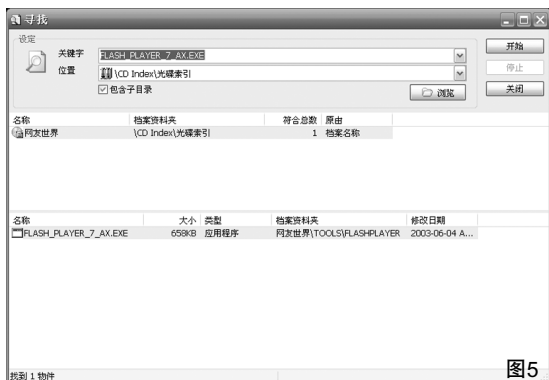 寻找
设定
关键字 FLASH_PLAYER_7_AX.EXE
位置 \CD Index\光碟索引
包含子目录
浏览
开始
停止
关闭
名称 档案资料夹 符合总数 原由
网友世界 \CD Index\光碟索引 1 档案名称
名称 大小 类型 档案资料夹 修改日期
FLASH_PLAYER_7_AX.EXE 658KB 应用程序 网友世界\TOOLS\FLASHPLAYER 2003-06-04 A...
找到 1 物件
图5